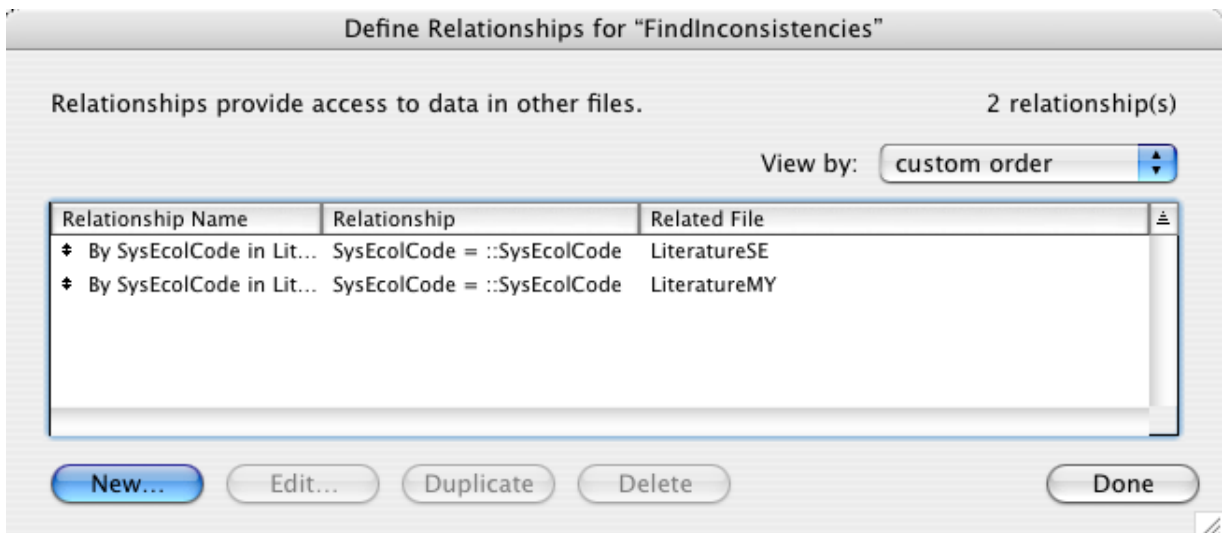 Define Relationships for “FindInconsistencies”
Relationships provide access to data in other files. 2 relationship(s)
View by: custom order
Relationship Name Relationship Related File
By SysEcolCode in Lit... SysEcolCode = ::SysEcolCode LiteratureSE
By SysEcolCode in Lit... SysEcolCode = ::SysEcolCode LiteratureMY
New... Edit... Duplicate Delete Done